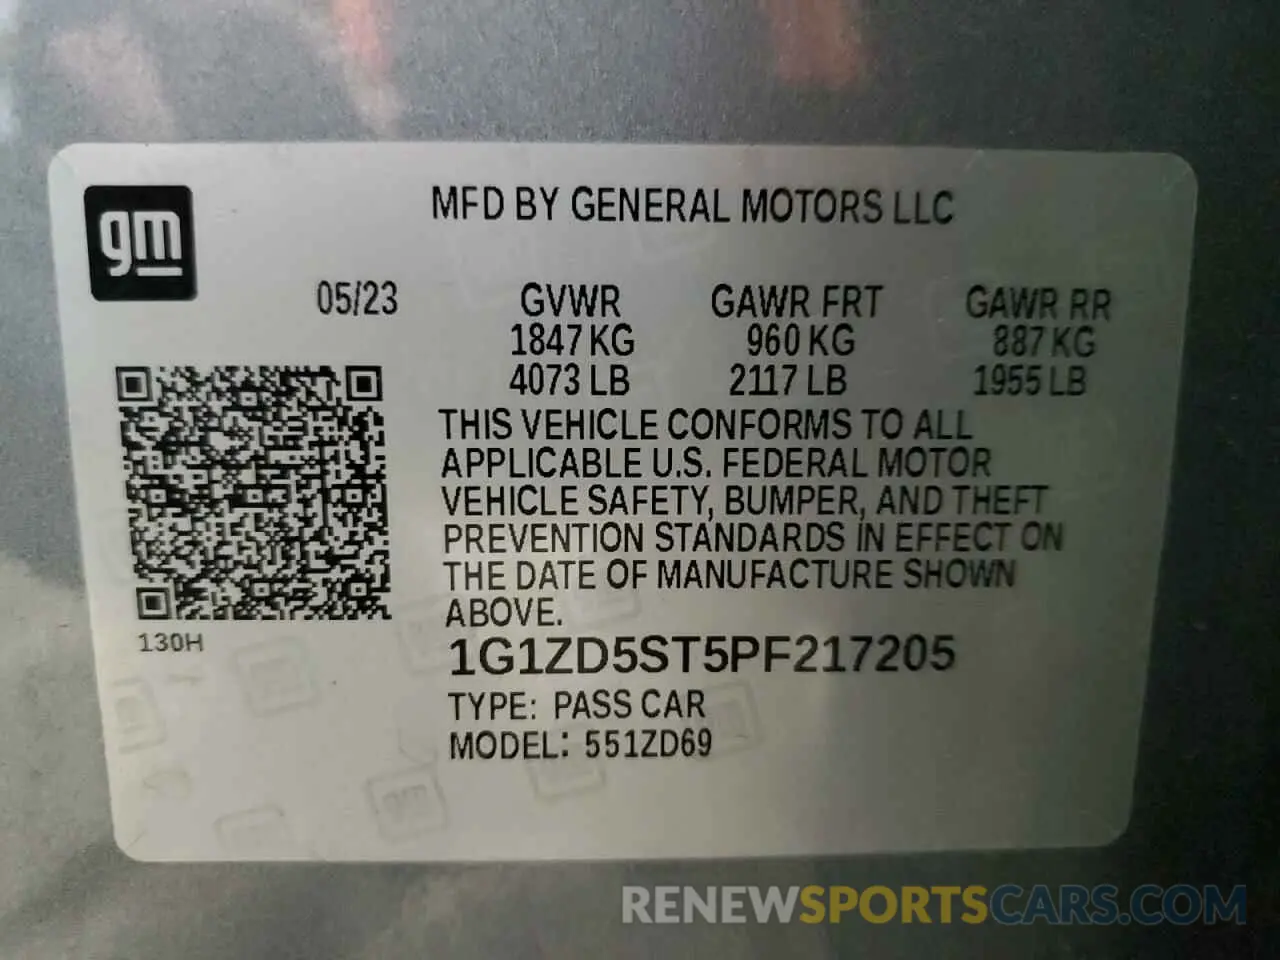 gm
MFD BY GENERAL MOTORS LLC
05/23 GVWR GAWR FRT GAWR RR
1847 KG 960 KG 887 KG
4073 LB 2117 LB 1955 LB
THIS VEHICLE CONFORMS TO ALL
APPLICABLE U.S. FEDERAL MOTOR
VEHICLE SAFETY, BUMPER, AND THEFT
PREVENTION STANDARDS IN EFFECT ON
THE DATE OF MANUFACTURE SHOWN
ABOVE.
130H
1G1ZD5ST5PF217205
TYPE: PASS CAR
MODEL: 551ZD69
RENEWSPORTSCARS.COM